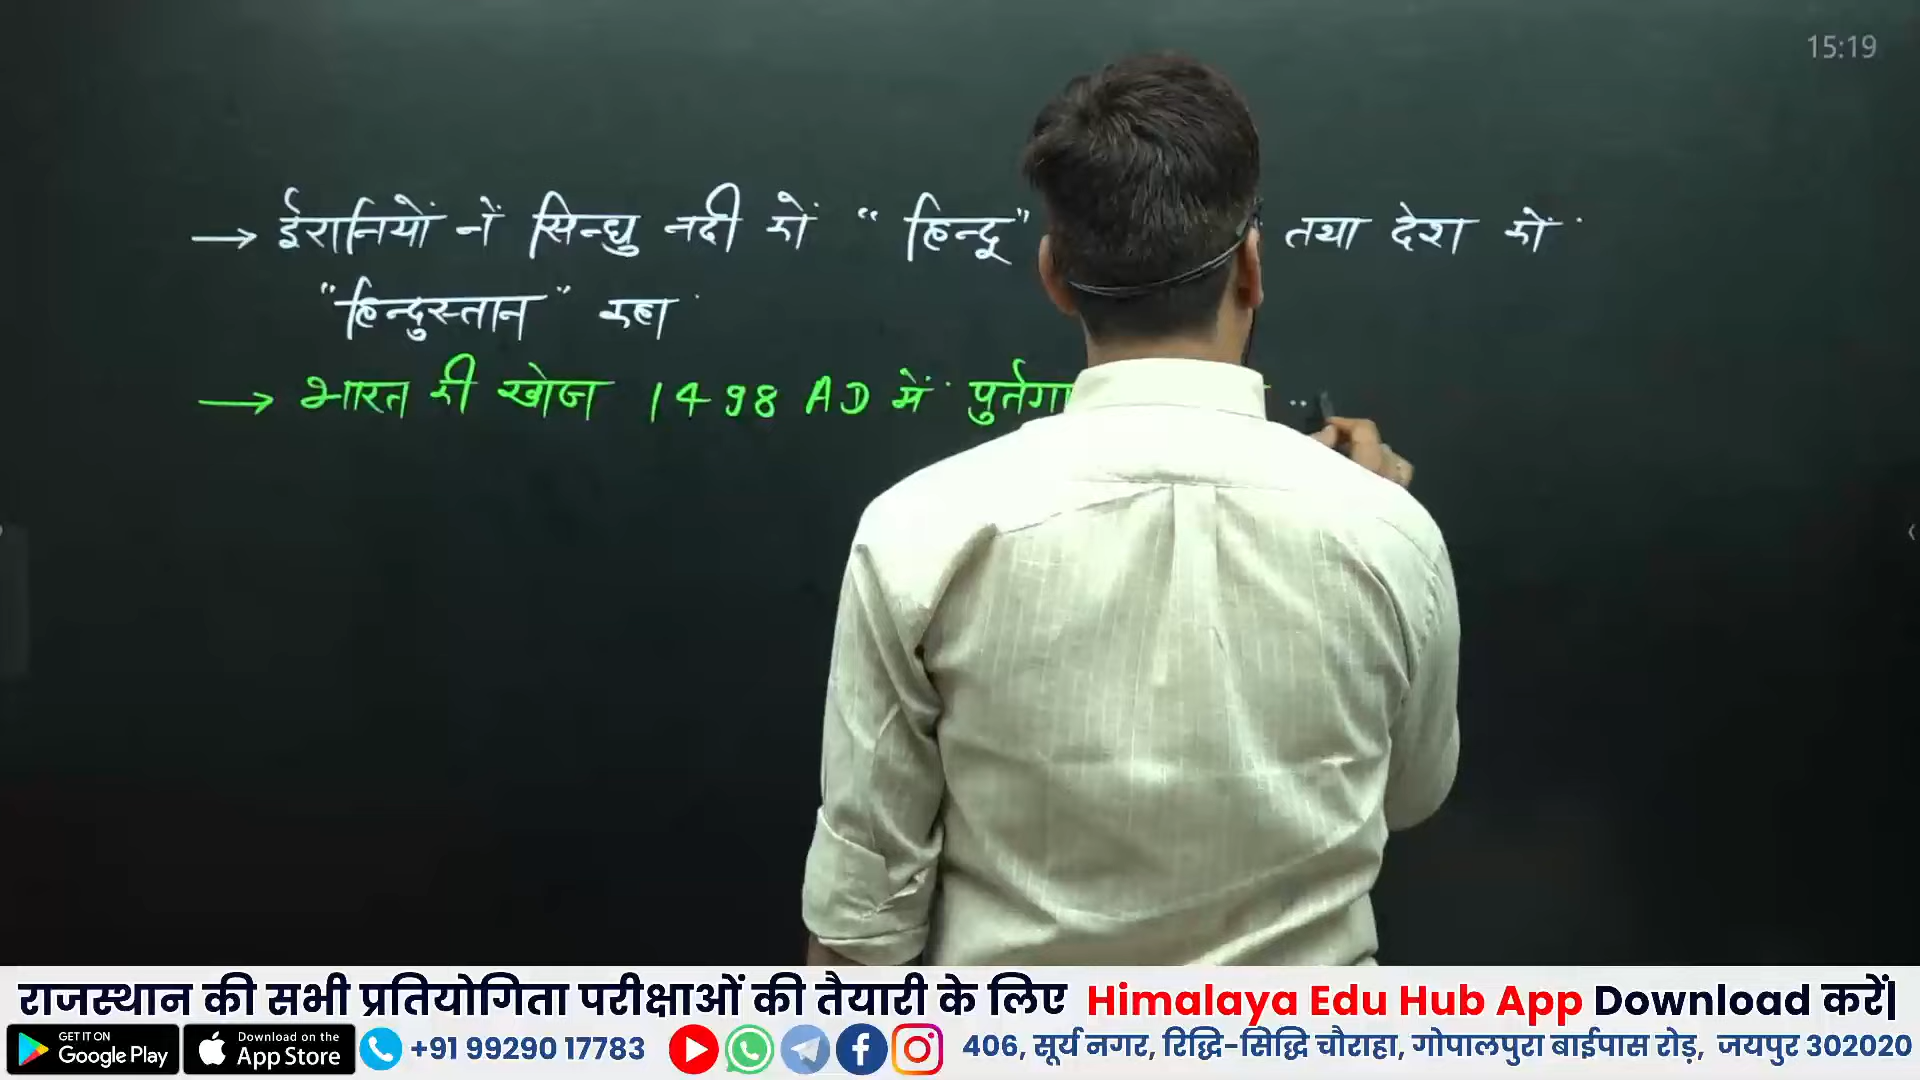 15:19
→ ईरानियों नें सिन्धु नदी को "हिन्दू" तथा देश को
"हिन्दुस्तान" कहा
→ भारत की खोज 1498 AD में पुर्तगा
राजस्थान की सभी प्रतियोगिता परीक्षाओं की तैयारी के लिए Himalaya Edu Hub App Download करें|
GET IT ON Google Play Download on the App Store +91 99290 17783 406, सूर्य नगर, रिद्धि-सिद्धि चौराहा, गोपालपुरा बाईपास रोड़, जयपुर 302020